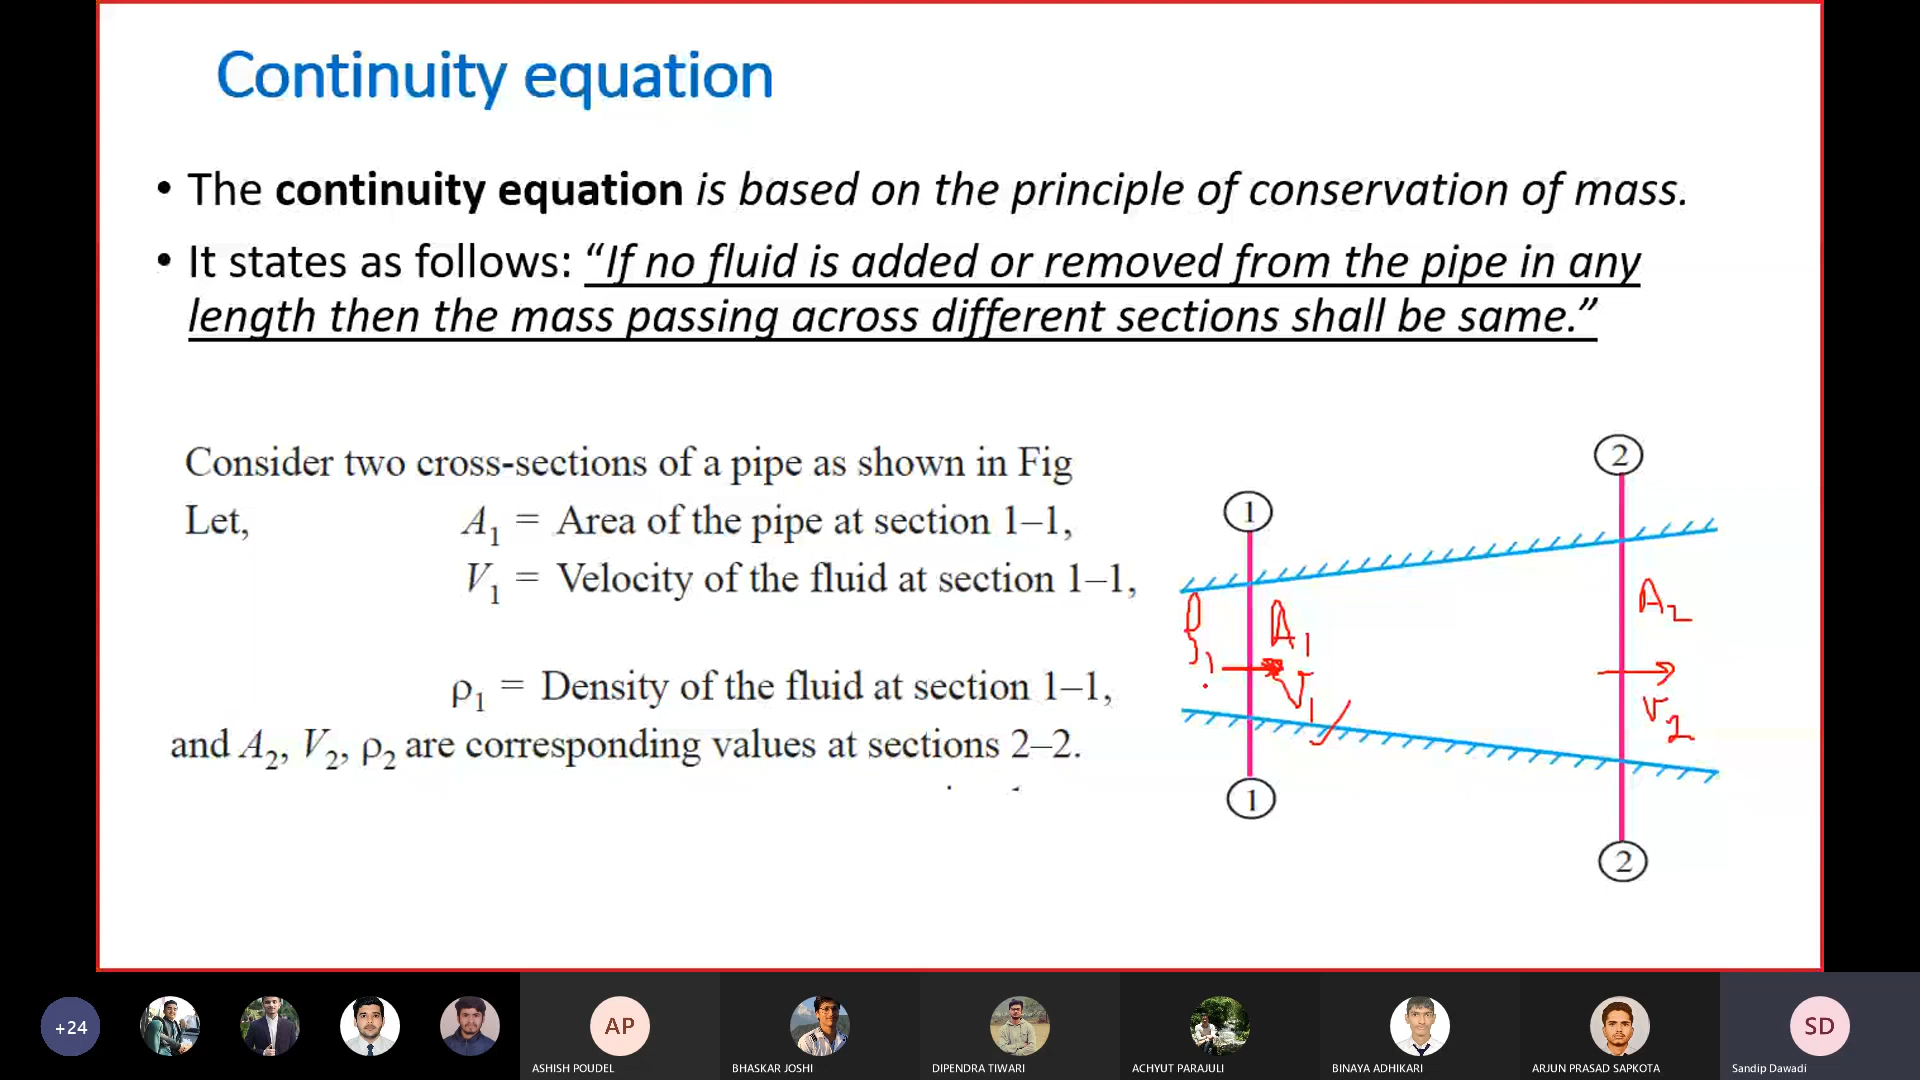 Continuity equation
• The continuity equation is based on the principle of conservation of mass.
• It states as follows: “If no fluid is added or removed from the pipe in any
length then the mass passing across different sections shall be same.”
Consider two cross-sections of a pipe as shown in Fig
Let, A₁ = Area of the pipe at section 1–1,
V₁ = Velocity of the fluid at section 1–1,
ρ₁ = Density of the fluid at section 1–1,
and A₂, V₂, ρ₂ are corresponding values at sections 2–2.
2
1
A₂
ρ₁
A₁
V₁
V₂
1
2
+24
AP
SD
ASHISH POUDEL
BHASKAR JOSHI
DIPENDRA TIWARI
ACHYUT PARAJULI
BINAYA ADHIKARI
ARJUN PRASAD SAPKOTA
Sandip Dawadi